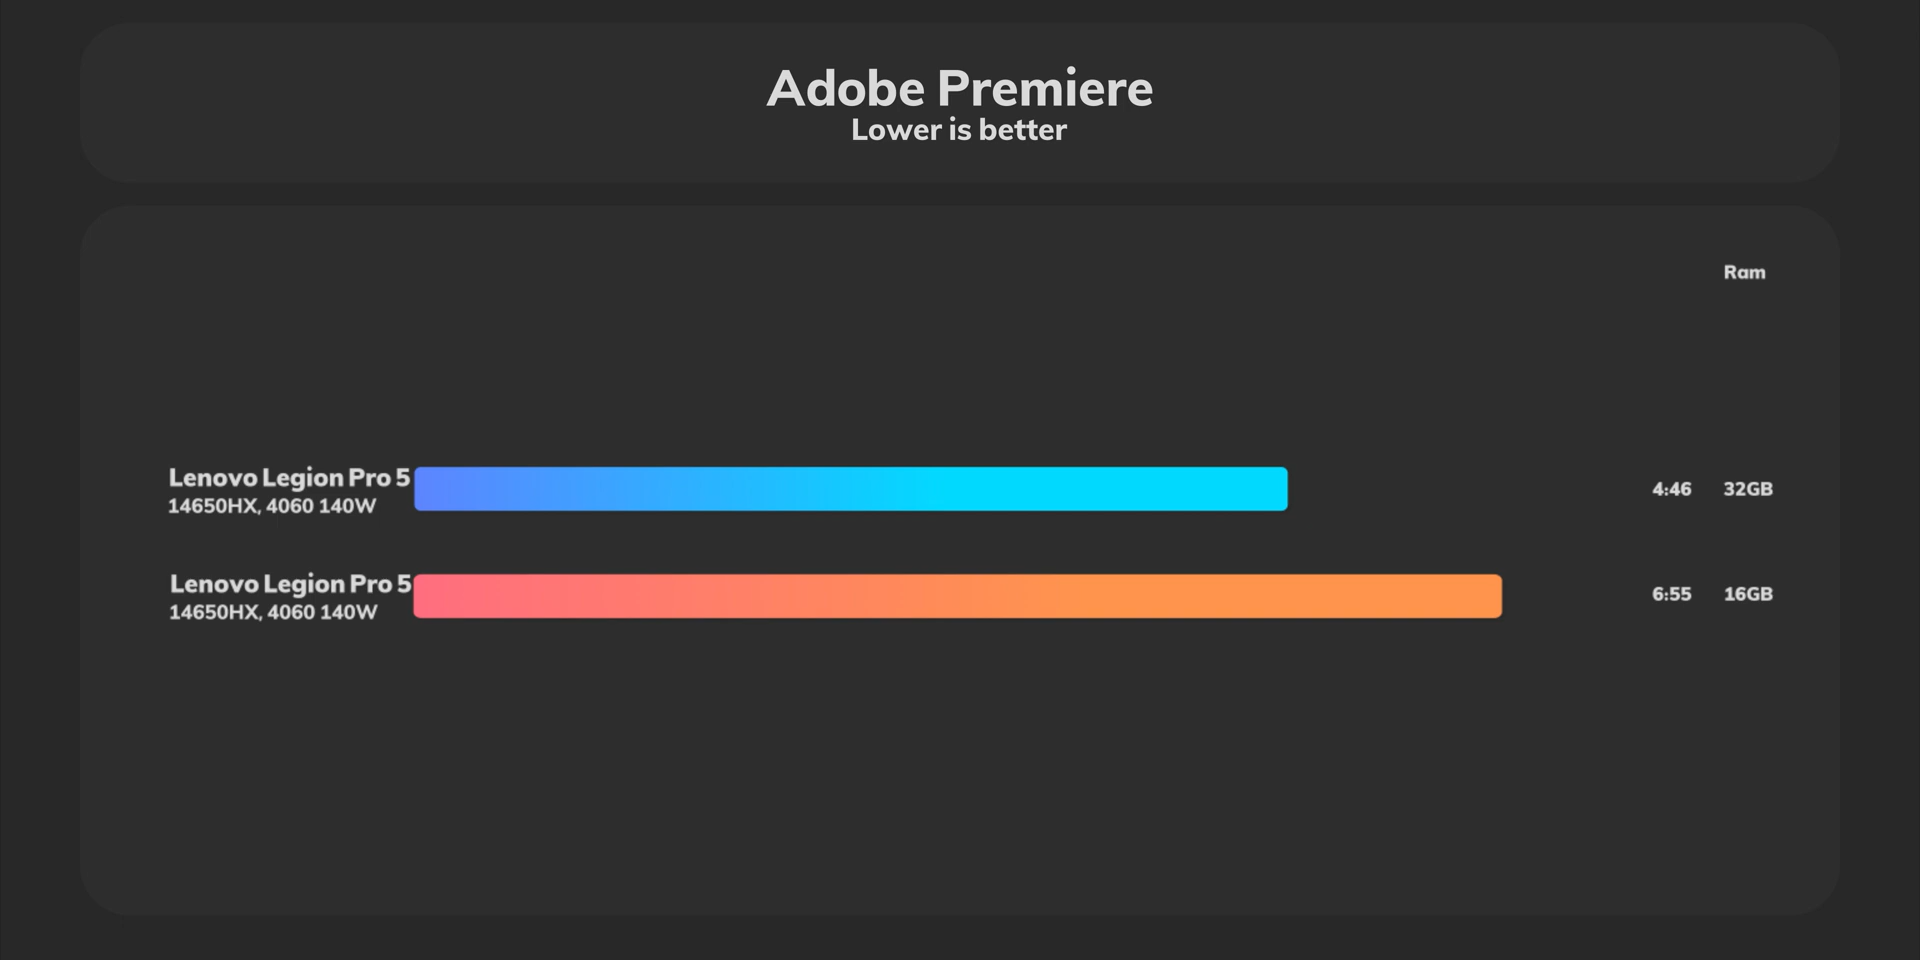 Adobe Premiere
Lower is better
Ram
Lenovo Legion Pro 5
14650HX, 4060 140W
4:46 32GB
Lenovo Legion Pro 5
14650HX, 4060 140W
6:55 16GB